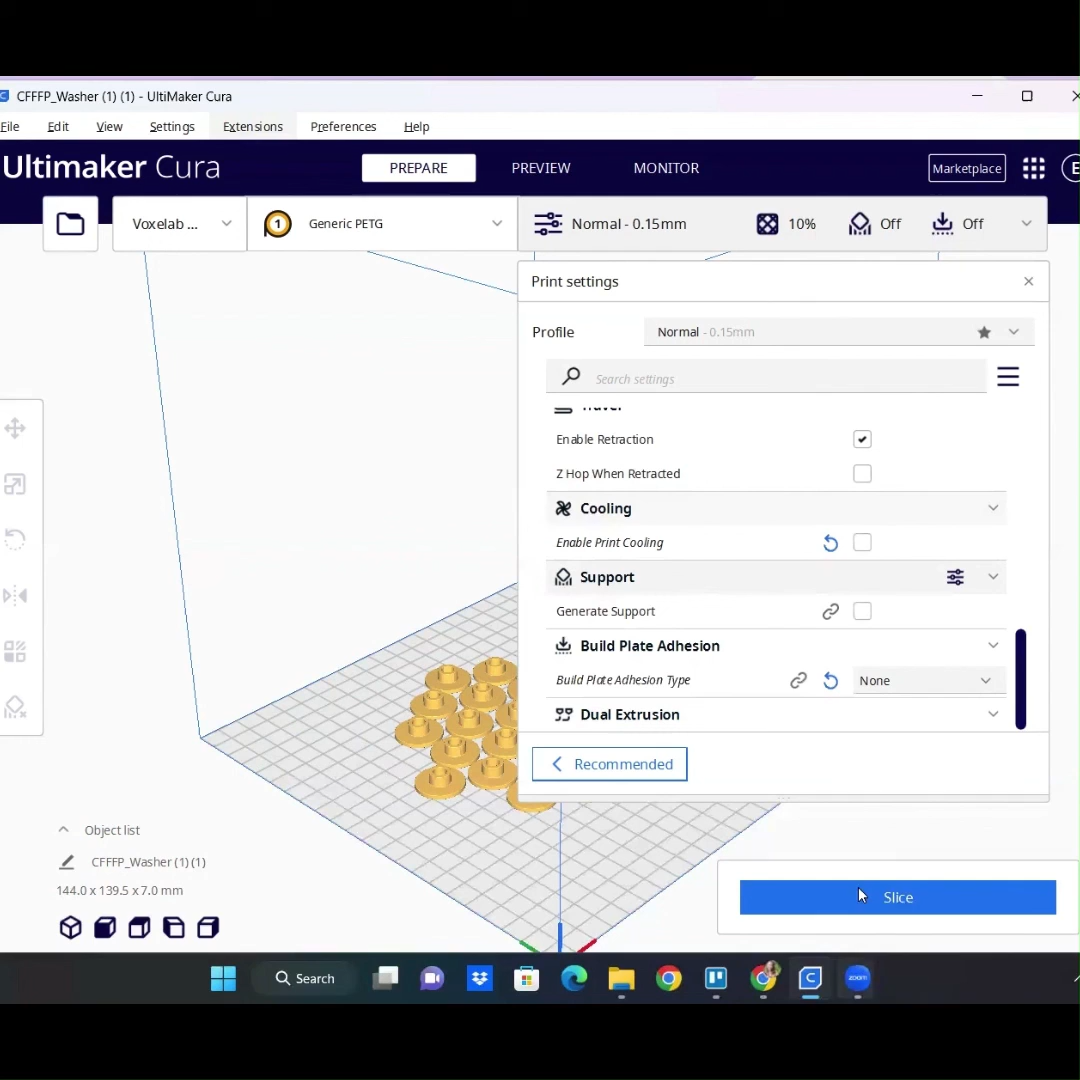 CFFFP_Washer (1) (1) - UltiMaker Cura
File Edit View Settings Extensions Preferences Help
Ultimaker Cura PREPARE PREVIEW MONITOR Marketplace E
Voxelab ... 1 Generic PETG Normal - 0.15mm 10% Off Off
Print settings
Profile Normal - 0.15mm
Search settings
Travel
Enable Retraction
Z Hop When Retracted
Cooling
Enable Print Cooling
Support
Generate Support
Build Plate Adhesion
Build Plate Adhesion Type None
Dual Extrusion
Recommended
Object list
CFFFP_Washer (1) (1)
144.0 x 139.5 x 7.0 mm
Slice
Search
zoom